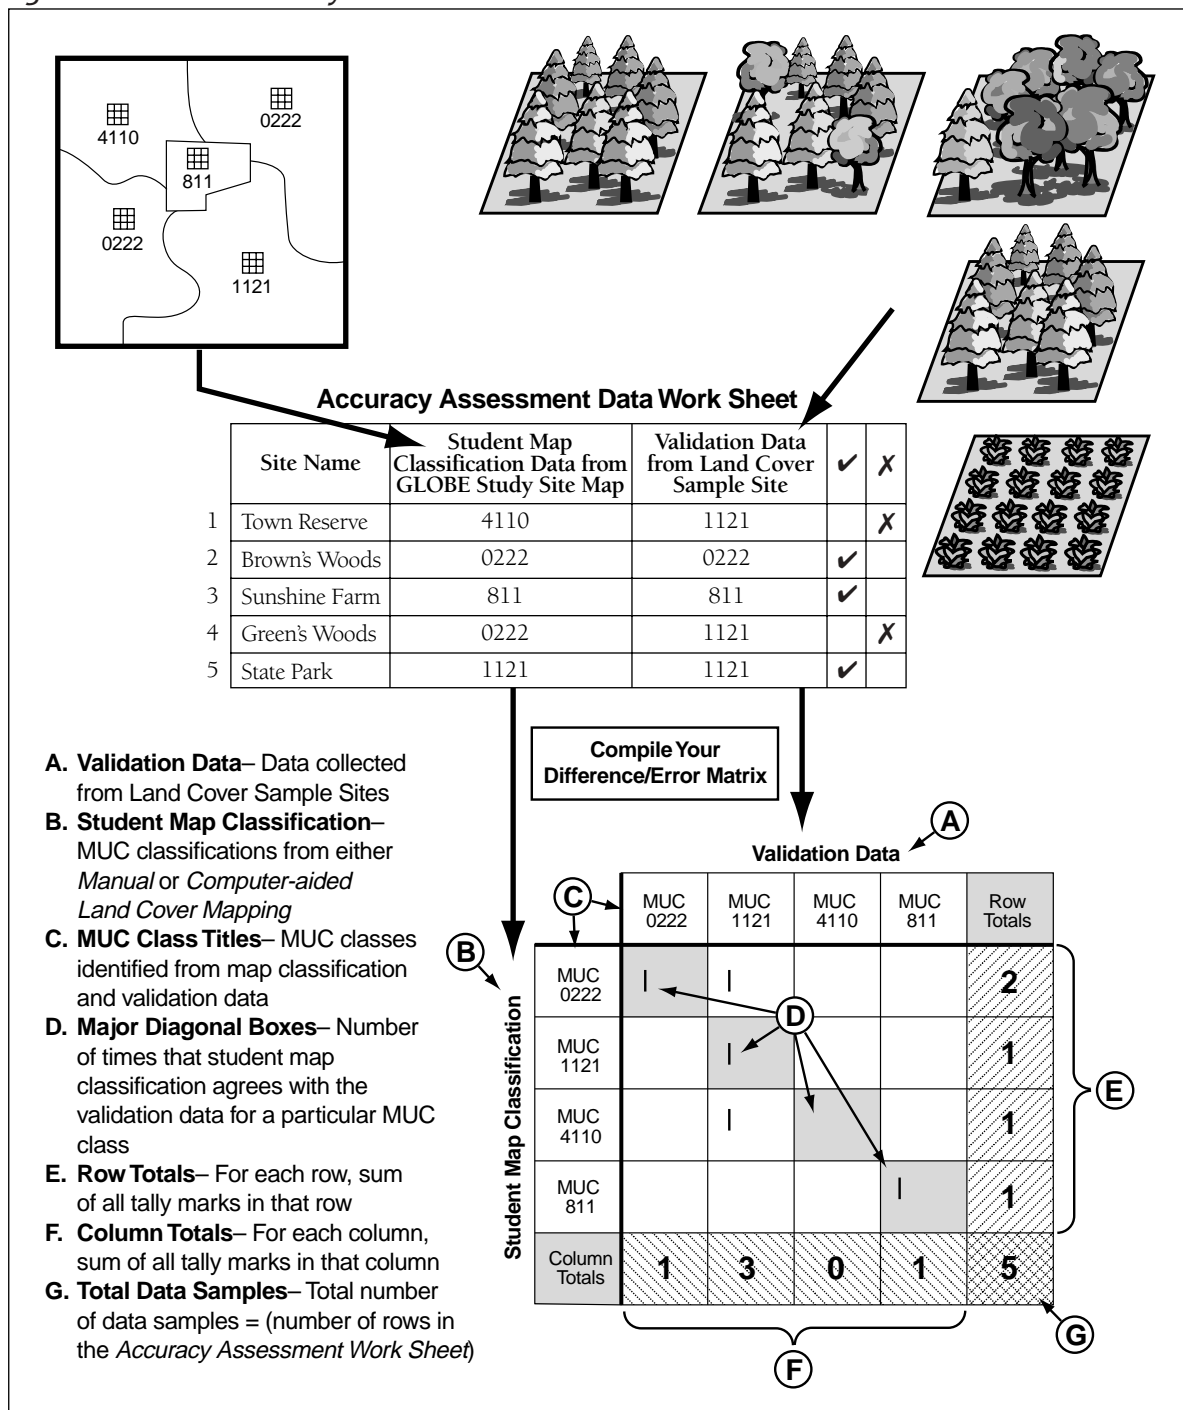 4110
0222
811
0222
1121
Accuracy Assessment Data Work Sheet
Site Name
Student Map
Classification Data from
GLOBE Study Site Map
Validation Data
from Land Cover
Sample Site
✔ ✗
1 Town Reserve 4110 1121 ✗
2 Brown's Woods 0222 0222 ✔
3 Sunshine Farm 811 811 ✔
4 Green's Woods 0222 1121 ✗
5 State Park 1121 1121 ✔
Compile Your
Difference/Error Matrix
A. Validation Data– Data collected
from Land Cover Sample Sites
B. Student Map Classification–
MUC classifications from either
Manual or Computer-aided
Land Cover Mapping
C. MUC Class Titles– MUC classes
identified from map classification
and validation data
D. Major Diagonal Boxes– Number
of times that student map
classification agrees with the
validation data for a particular MUC
class
E. Row Totals– For each row, sum
of all tally marks in that row
F. Column Totals– For each column,
sum of all tally marks in that column
G. Total Data Samples– Total number
of data samples = (number of rows in
the Accuracy Assessment Work Sheet)
A
Validation Data
C
B
Student Map Classification
MUC
0222
MUC
1121
MUC
4110
MUC
811
Row
Totals
MUC
0222
I I 2
MUC
1121
I 1
MUC
4110
I 1
MUC
811
I 1
D
E
Column
Totals
1 3 0 1 5
F
G